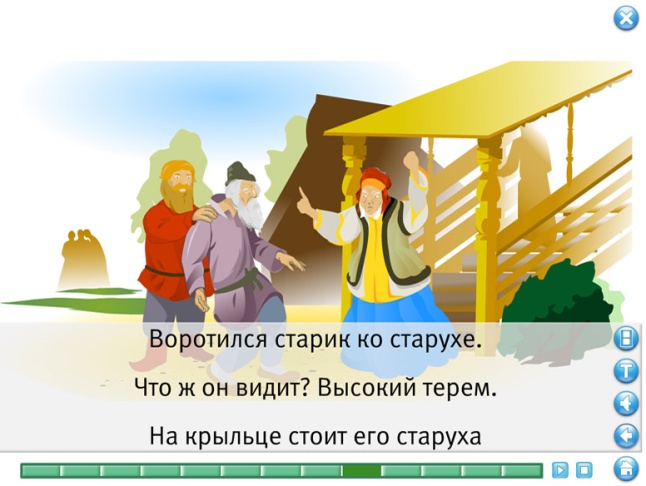 Воротился старик ко старухе.
Что ж он видит? Высокий терем.
На крыльце стоит его старуха
T